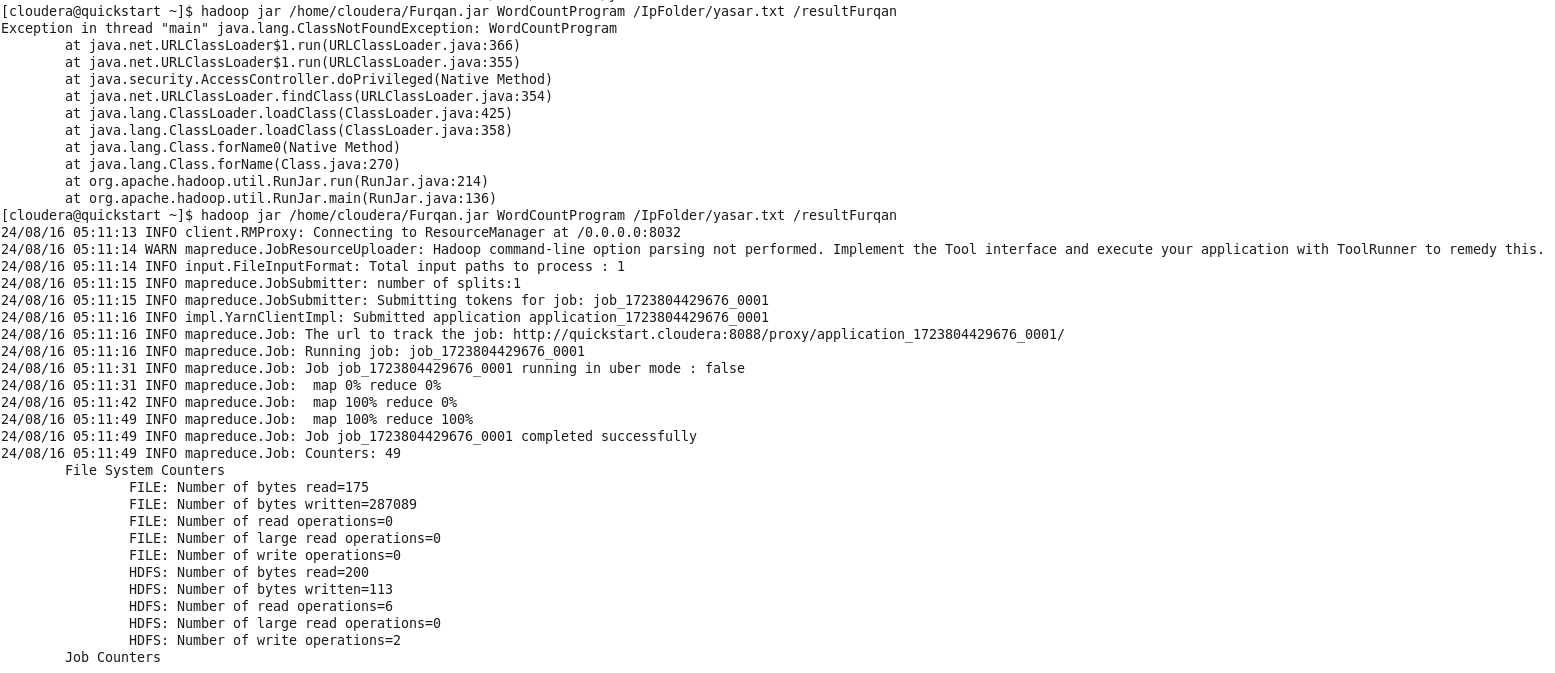 [cloudera@quickstart ~]$ hadoop jar /home/cloudera/Furqan.jar WordCountProgram /IpFolder/yasar.txt /resultFurqan
Exception in thread "main" java.lang.ClassNotFoundException: WordCountProgram
        at java.net.URLClassLoader$1.run(URLClassLoader.java:366)
        at java.net.URLClassLoader$1.run(URLClassLoader.java:355)
        at java.security.AccessController.doPrivileged(Native Method)
        at java.net.URLClassLoader.findClass(URLClassLoader.java:354)
        at java.lang.ClassLoader.loadClass(ClassLoader.java:425)
        at java.lang.ClassLoader.loadClass(ClassLoader.java:358)
        at java.lang.Class.forName0(Native Method)
        at java.lang.Class.forName(Class.java:270)
        at org.apache.hadoop.util.RunJar.run(RunJar.java:214)
        at org.apache.hadoop.util.RunJar.main(RunJar.java:136)
[cloudera@quickstart ~]$ hadoop jar /home/cloudera/Furqan.jar WordCountProgram /IpFolder/yasar.txt /resultFurqan
24/08/16 05:11:13 INFO client.RMProxy: Connecting to ResourceManager at /0.0.0.0:8032
24/08/16 05:11:14 WARN mapreduce.JobResourceUploader: Hadoop command-line option parsing not performed. Implement the Tool interface and execute your application with ToolRunner to remedy this.
24/08/16 05:11:14 INFO input.FileInputFormat: Total input paths to process : 1
24/08/16 05:11:15 INFO mapreduce.JobSubmitter: number of splits:1
24/08/16 05:11:15 INFO mapreduce.JobSubmitter: Submitting tokens for job: job_1723804429676_0001
24/08/16 05:11:16 INFO impl.YarnClientImpl: Submitted application application_1723804429676_0001
24/08/16 05:11:16 INFO mapreduce.Job: The url to track the job: http://quickstart.cloudera:8088/proxy/application_1723804429676_0001/
24/08/16 05:11:16 INFO mapreduce.Job: Running job: job_1723804429676_0001
24/08/16 05:11:31 INFO mapreduce.Job: Job job_1723804429676_0001 running in uber mode : false
24/08/16 05:11:31 INFO mapreduce.Job:  map 0% reduce 0%
24/08/16 05:11:42 INFO mapreduce.Job:  map 100% reduce 0%
24/08/16 05:11:49 INFO mapreduce.Job:  map 100% reduce 100%
24/08/16 05:11:49 INFO mapreduce.Job: Job job_1723804429676_0001 completed successfully
24/08/16 05:11:49 INFO mapreduce.Job: Counters: 49
        File System Counters
                FILE: Number of bytes read=175
                FILE: Number of bytes written=287089
                FILE: Number of read operations=0
                FILE: Number of large read operations=0
                FILE: Number of write operations=0
                HDFS: Number of bytes read=200
                HDFS: Number of bytes written=113
                HDFS: Number of read operations=6
                HDFS: Number of large read operations=0
                HDFS: Number of write operations=2
        Job Counters